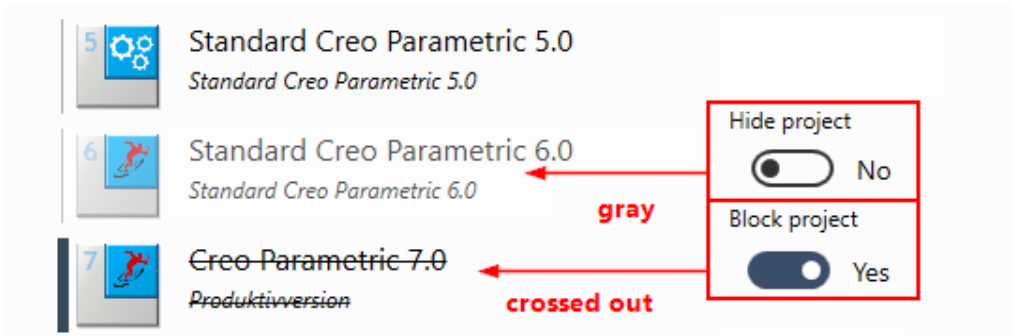 5
Standard Creo Parametric 5.0
Standard Creo Parametric 5.0
6
Standard Creo Parametric 6.0
Standard Creo Parametric 6.0
Hide project
No
gray
7
Creo Parametric 7.0
Produktivversion
Block project
Yes
crossed out